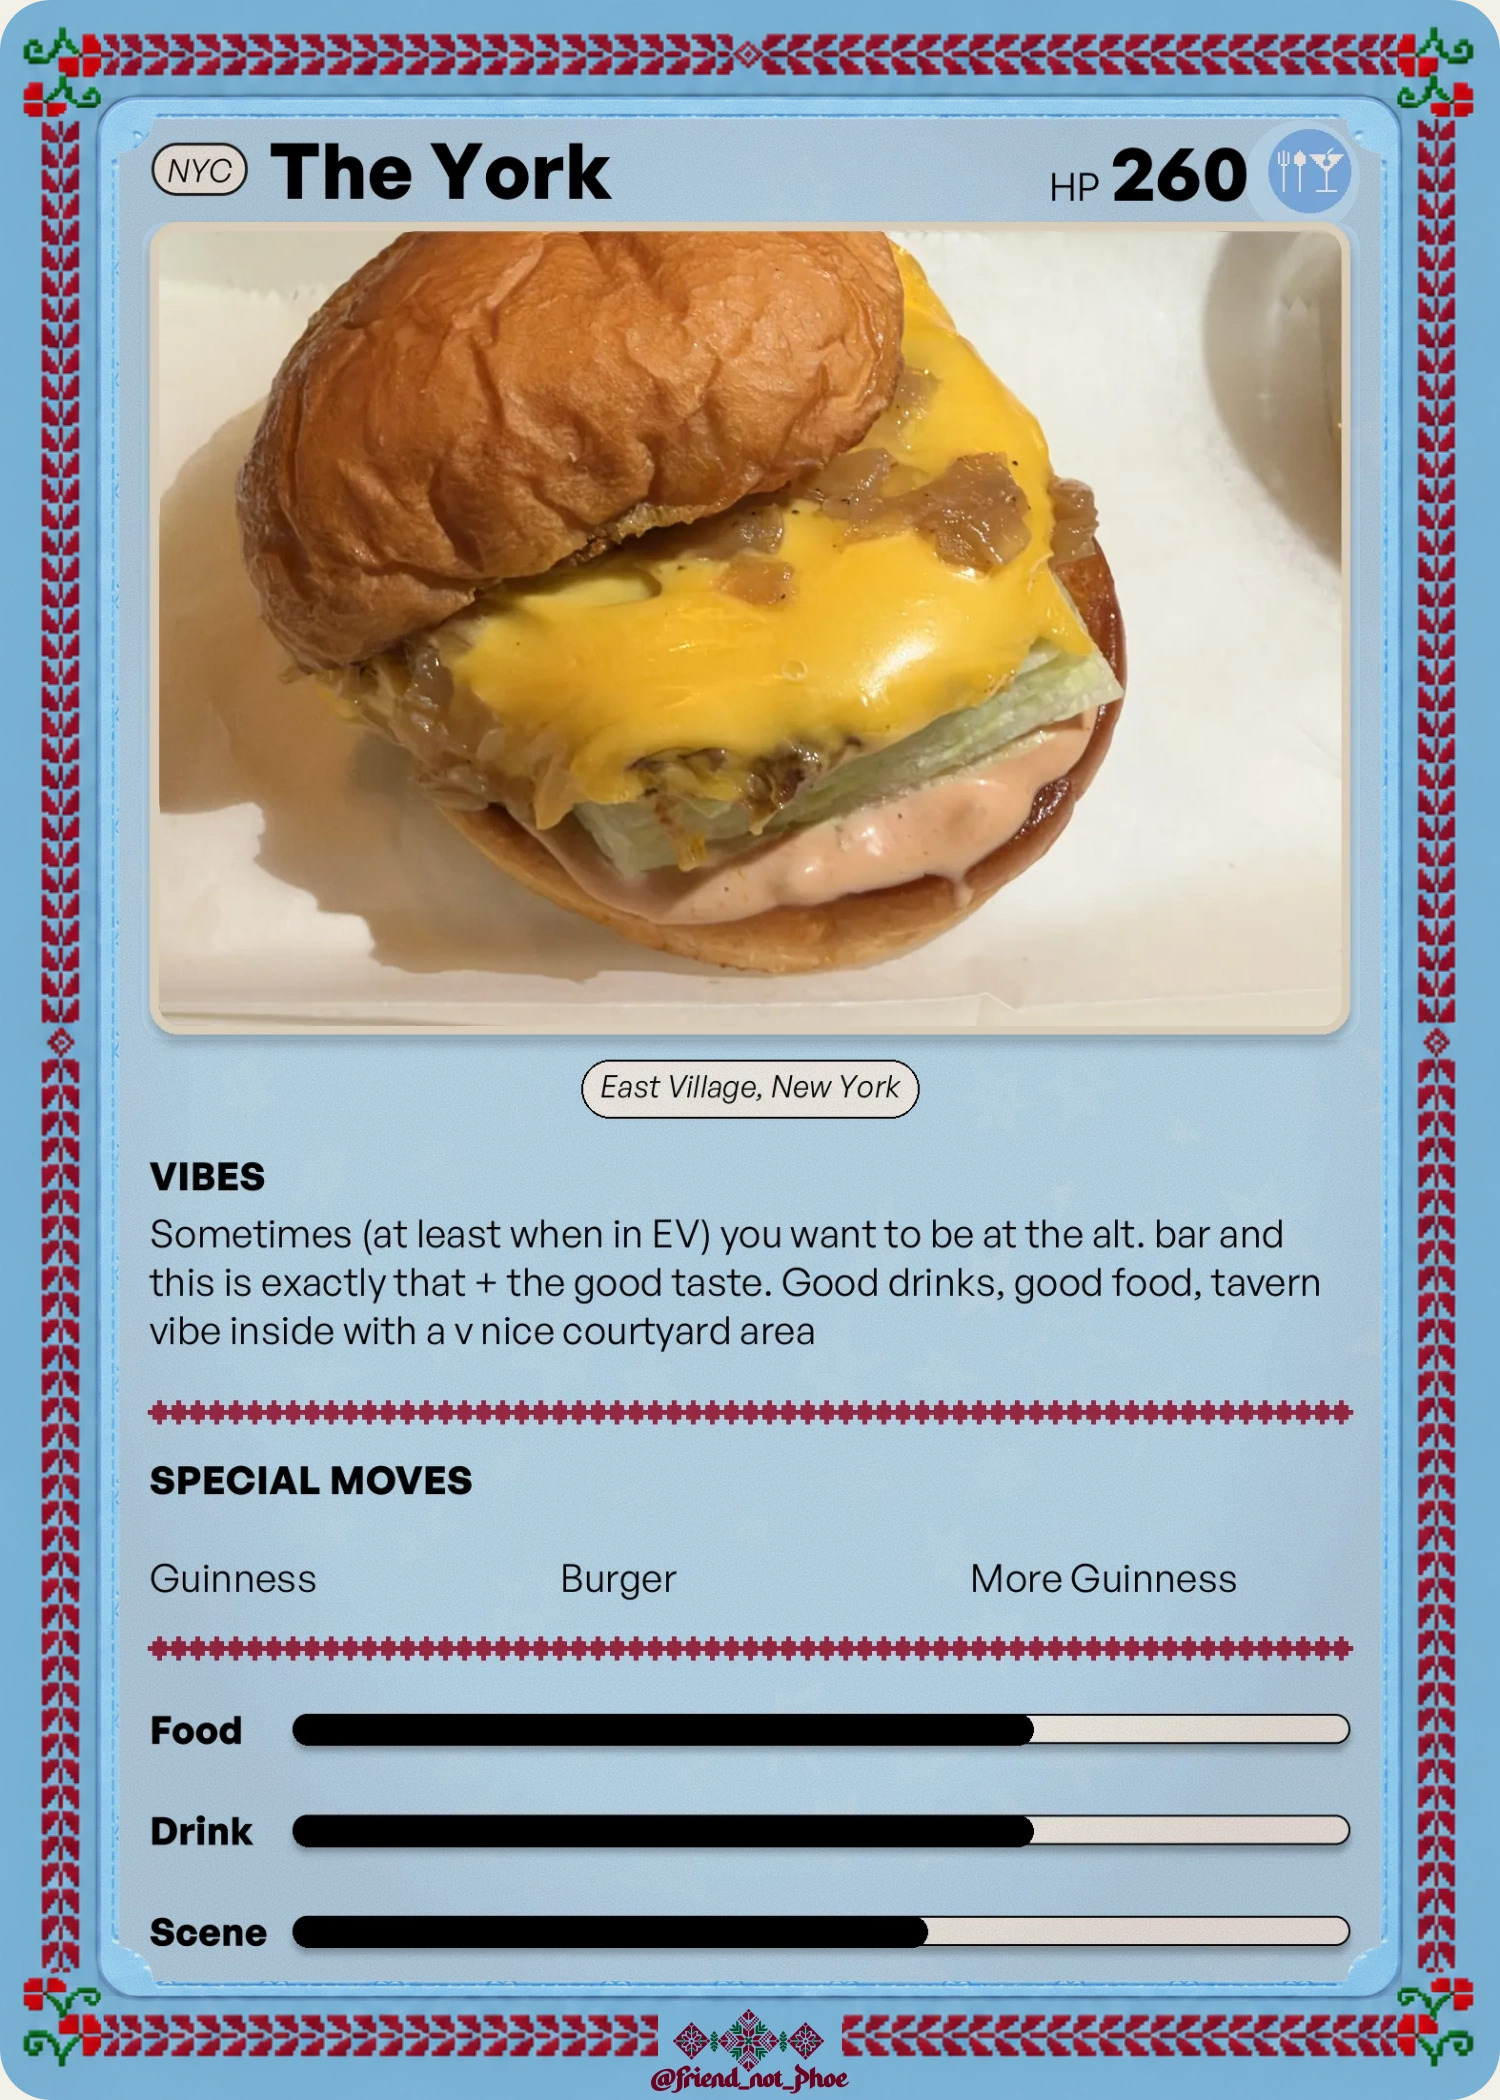 NYC The York HP 260
East Village, New York
VIBES
Sometimes (at least when in EV) you want to be at the alt. bar and
this is exactly that + the good taste. Good drinks, good food, tavern
vibe inside with a v nice courtyard area
SPECIAL MOVES
Guinness Burger More Guinness
Food
Drink
Scene
@friend_not_Phoe